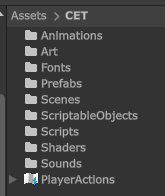 Assets > CET
Animations
Art
Fonts
Prefabs
Scenes
ScriptableObjects
Scripts
Shaders
Sounds
PlayerActions